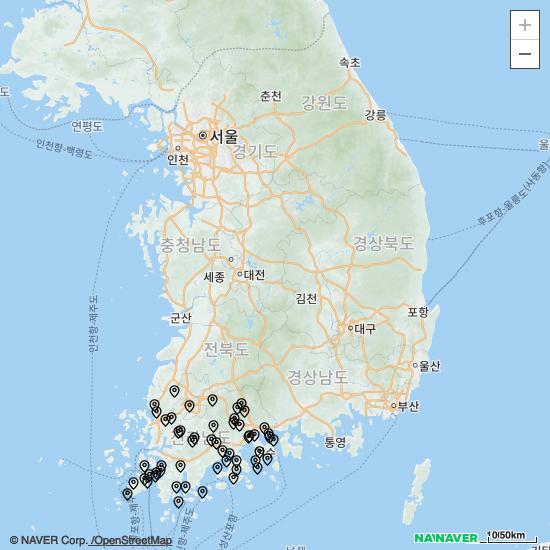 +
−
속초
춘천
강원도
강릉
연평도
서울
인천
경기도
인천항-백령도
후포항-울릉도(사동항)
충청남도
경상북도
세종
대전
김천
인천항-제주도
군산
포항
대구
전북도
울산
경상남도
부산
통영
© NAVER Corp. /OpenStreetMap
NAVER
10/50km